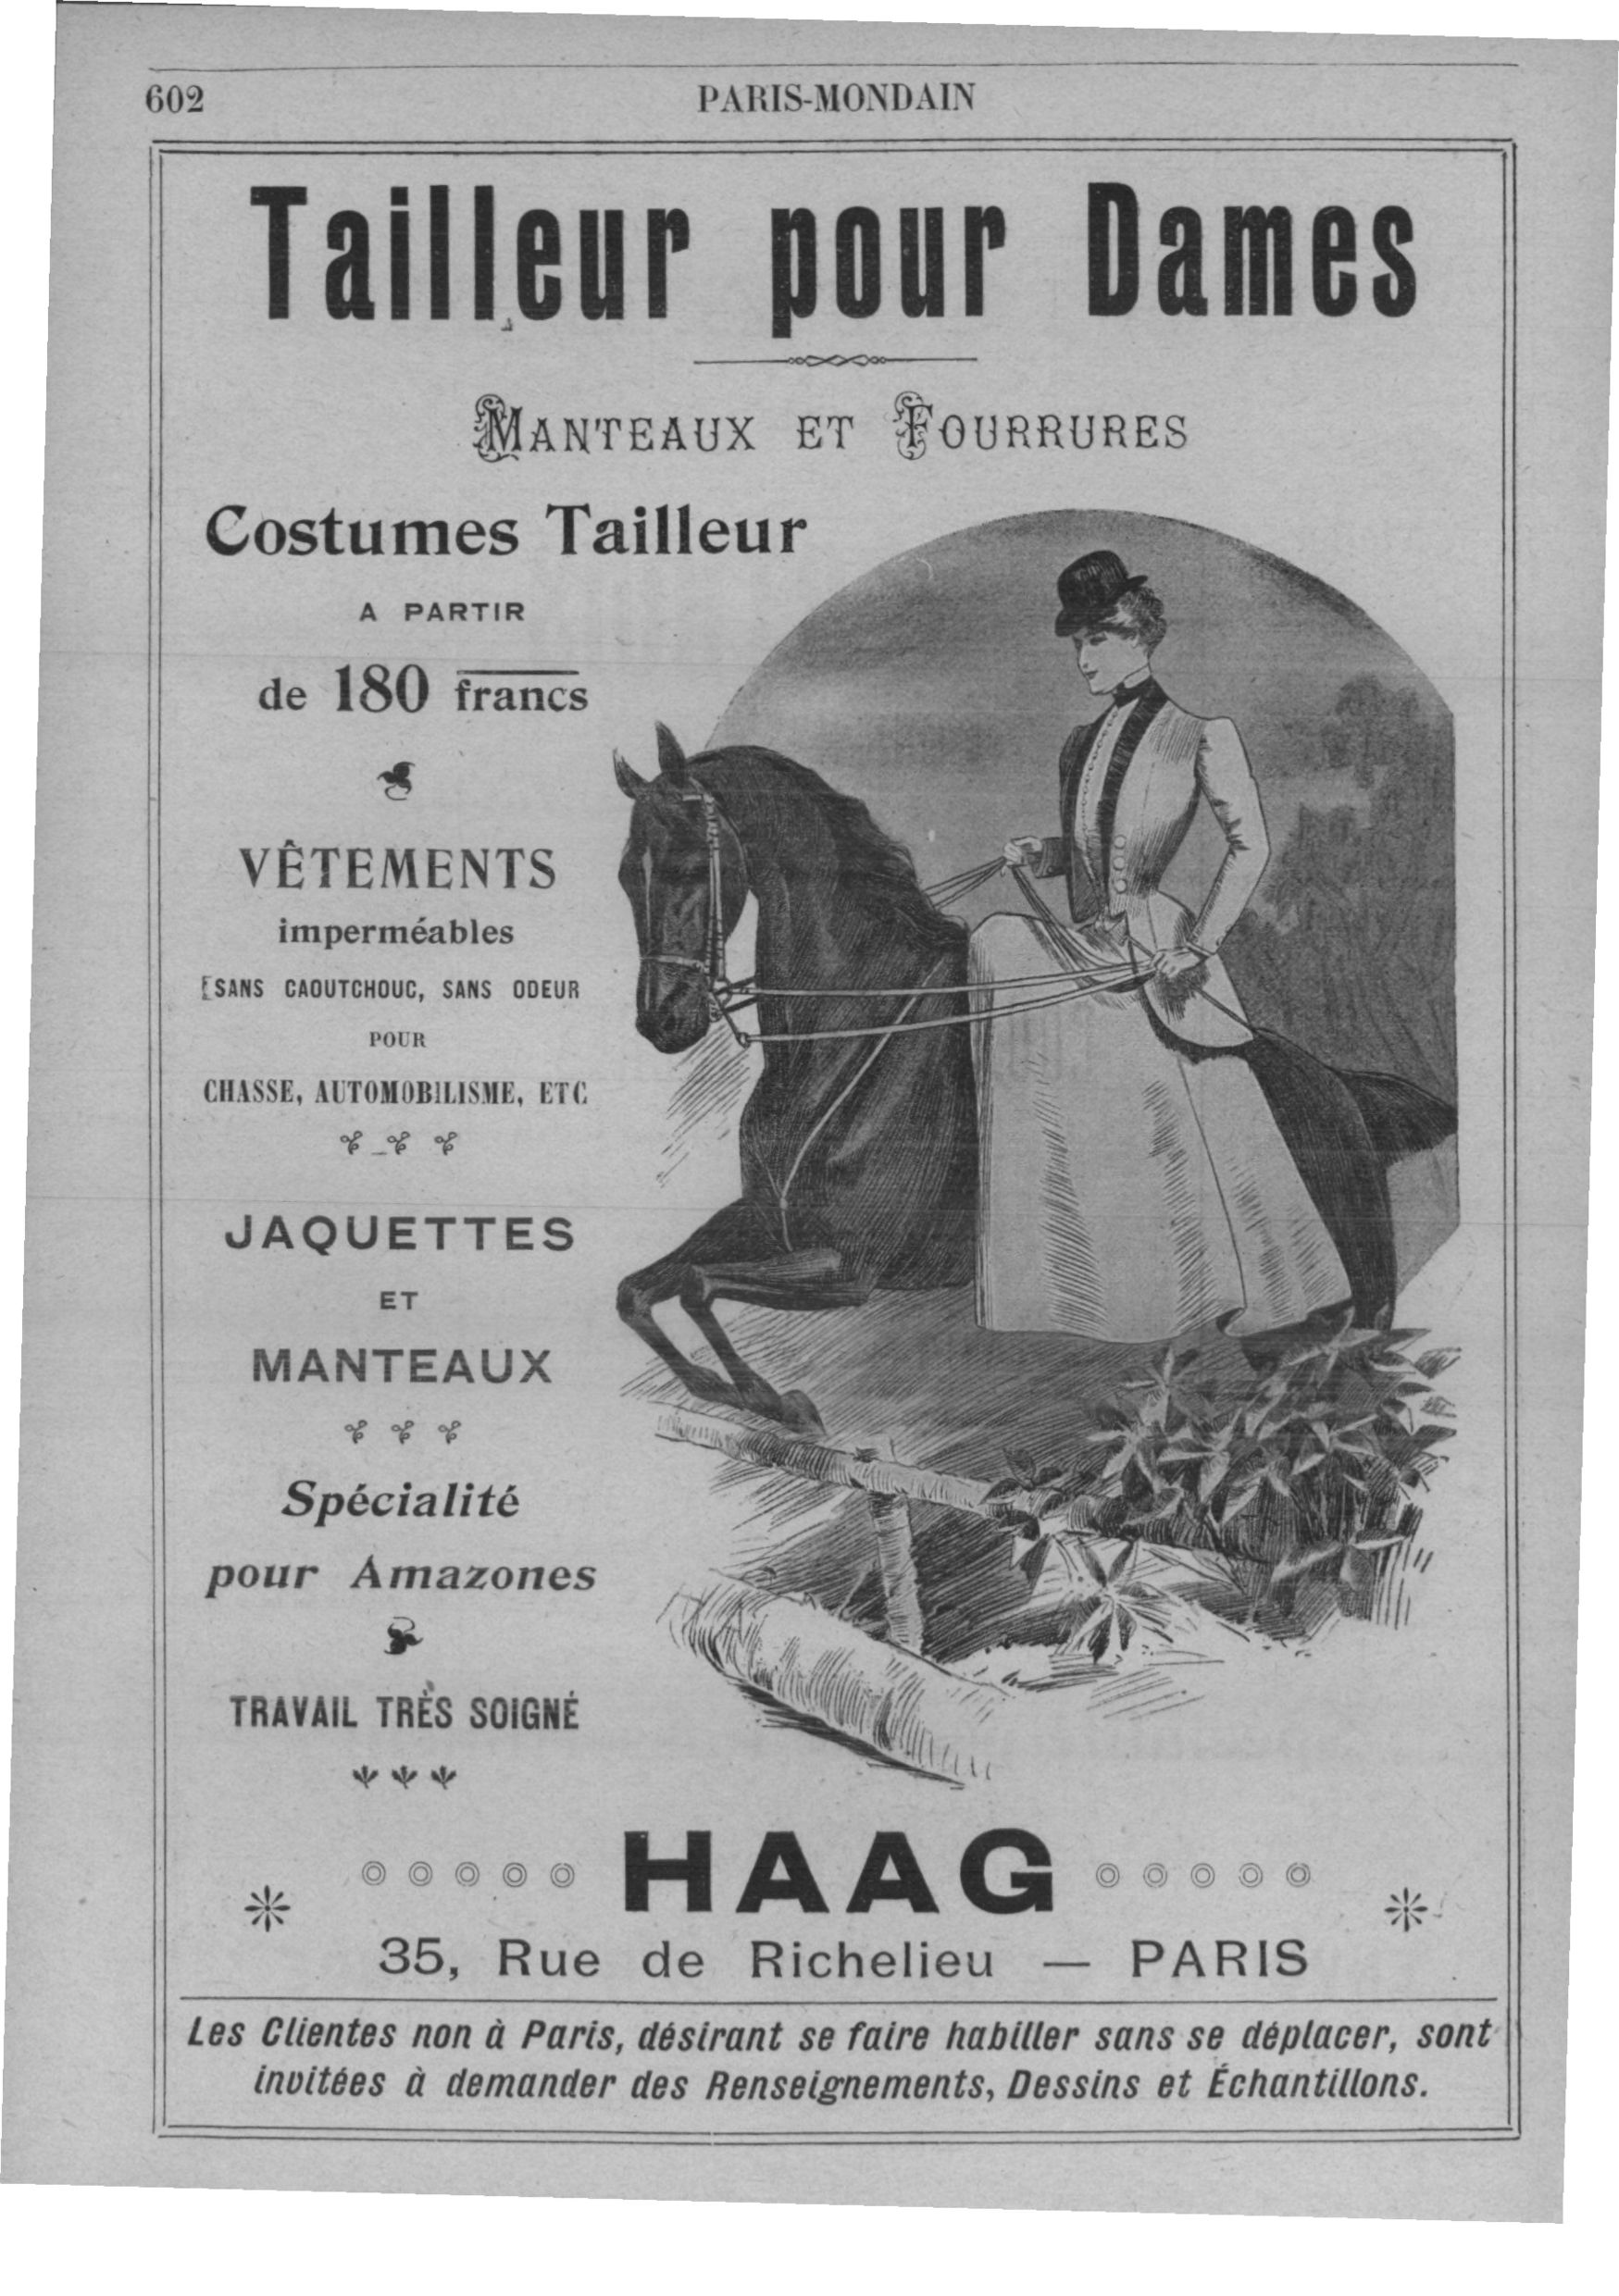 602
PARIS-MONDAIN
Tailleur pour Dames
MANTEAUX ET FOURRURES
Costumes Tailleur
A PARTIR
de 180 francs
VÊTEMENTS
imperméables
SANS CAOUTCHOUC, SANS ODEUR
POUR
CHASSE, AUTOMOBILISME, ETC
JAQUETTES
ET
MANTEAUX
Spécialité
pour Amazones
TRAVAIL TRÈS SOIGNÉ
HAAG
35, Rue de Richelieu — PARIS
Les Clientes non à Paris, désirant se faire habiller sans se déplacer, sont
invitées à demander des Renseignements, Dessins et Échantillons.